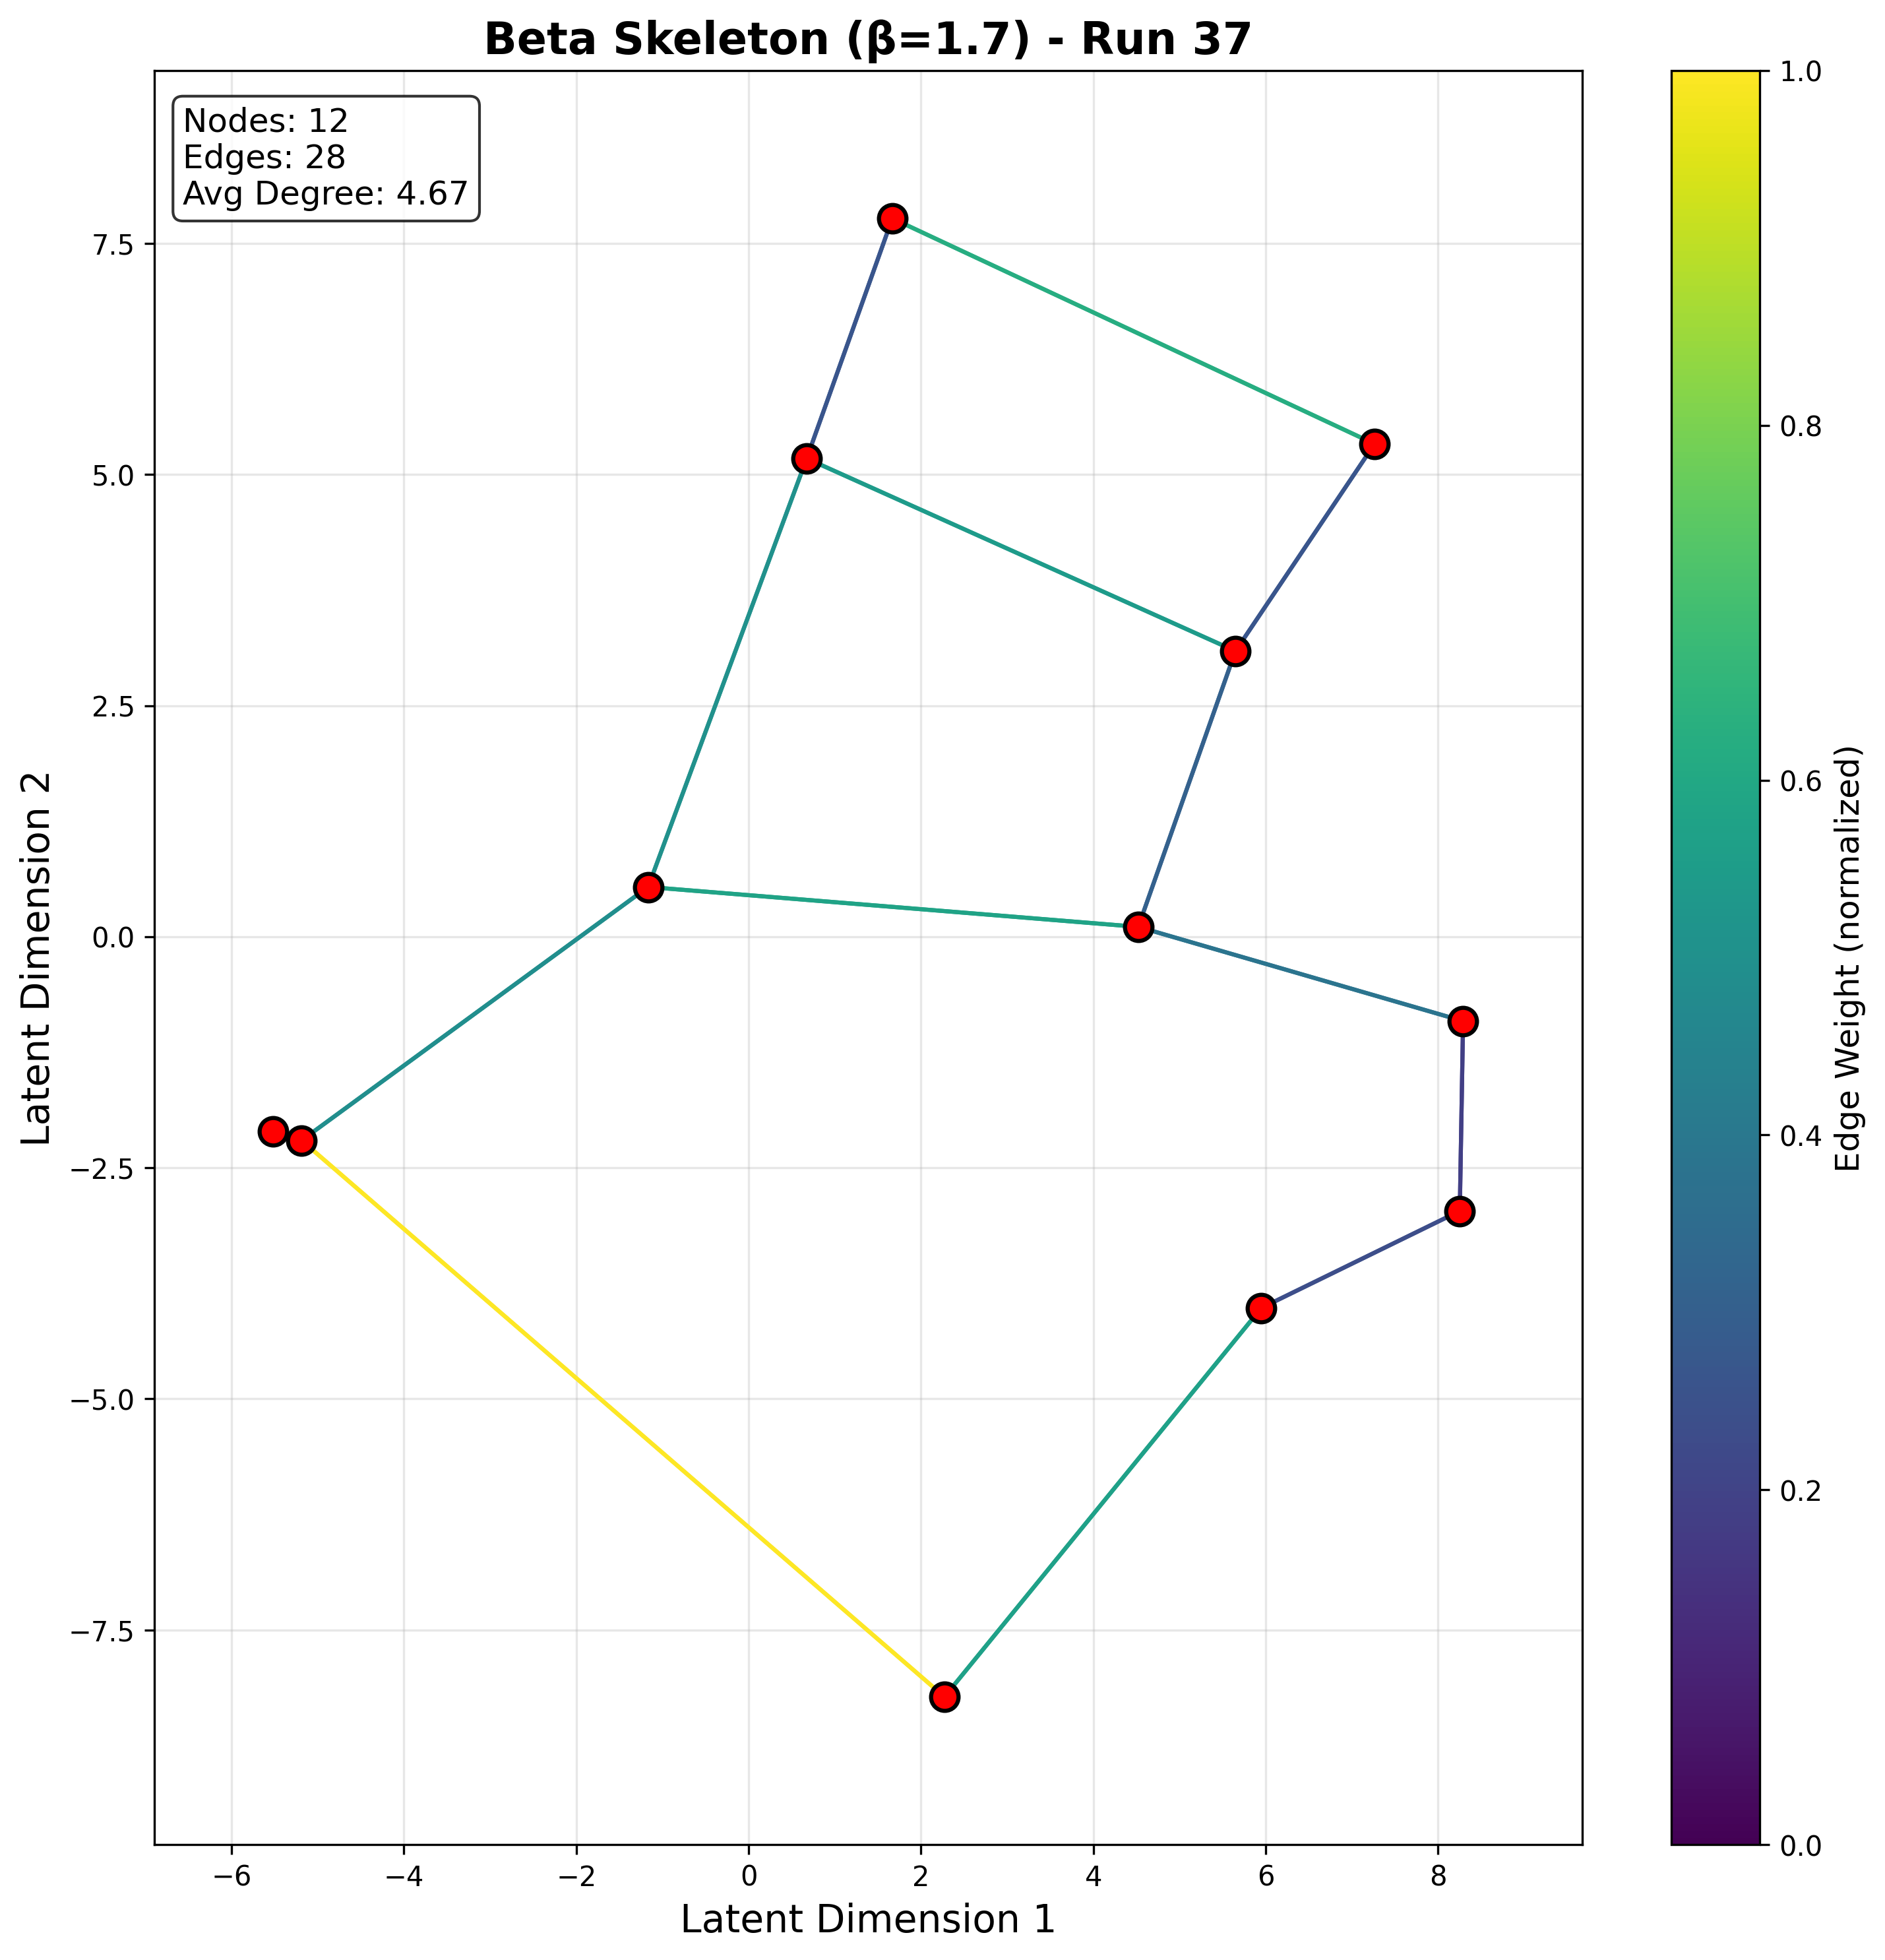 Beta Skeleton (β=1.7) - Run 37
Nodes: 12
Edges: 28
Avg Degree: 4.67
7.5
5.0
2.5
0.0
−2.5
−5.0
−7.5
Latent Dimension 2
−6 −4 −2 0 2 4 6 8
Latent Dimension 1
1.0
0.8
0.6
0.4
0.2
0.0
Edge Weight (normalized)